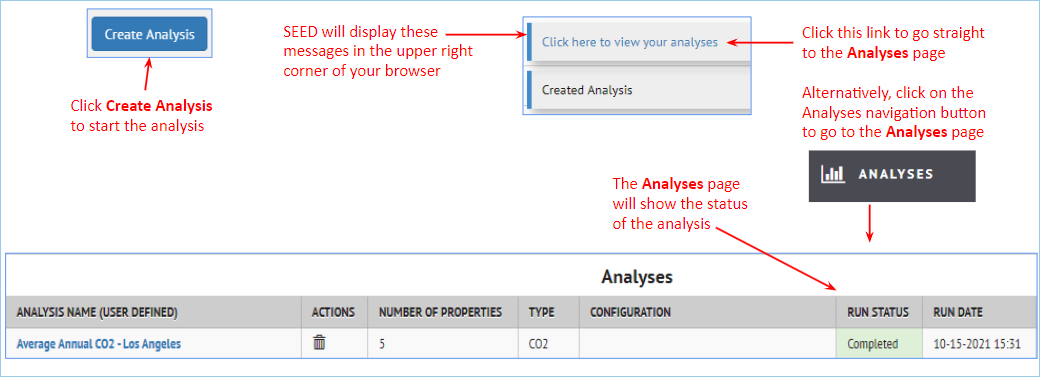 Create Analysis
Click Create Analysis
to start the analysis
SEED will display these
messages in the upper right
corner of your browser
Click here to view your analyses
Created Analysis
Click this link to go straight
to the Analyses page
Alternatively, click on the
Analyses navigation button
to go to the Analyses page
ANALYSES
The Analyses page
will show the status
of the analysis
Analyses
ANALYSIS NAME (USER DEFINED) ACTIONS NUMBER OF PROPERTIES TYPE CONFIGURATION RUN STATUS RUN DATE
Average Annual CO2 - Los Angeles 5 CO2 Completed 10-15-2021 15:31